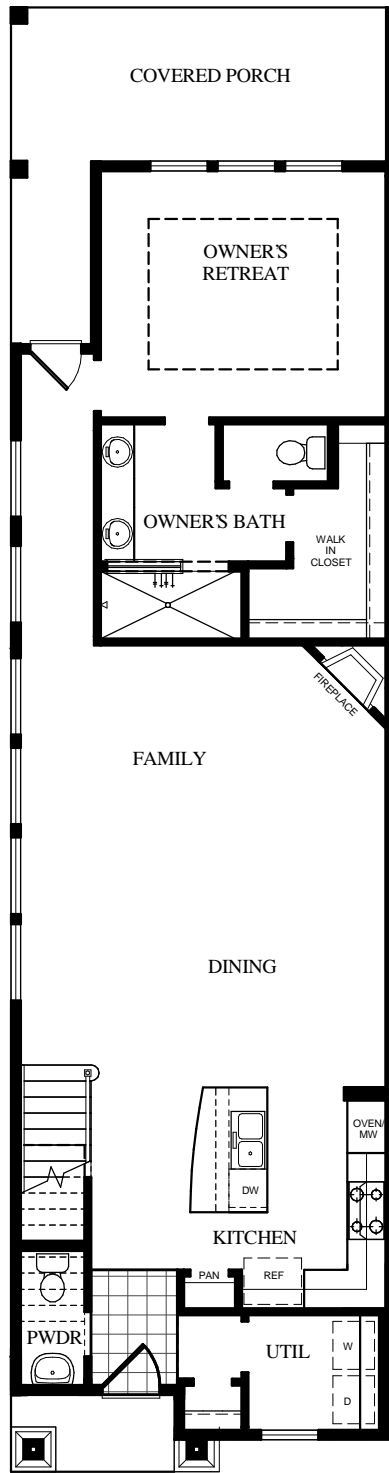 COVERED PORCH
OWNER'S
RETREAT
OWNER'S BATH
WALK
IN
CLOSET
FIREPLACE
FAMILY
DINING
OVEN/
MW
DW
KITCHEN
PAN
REF
PWDR
UTIL
W
D